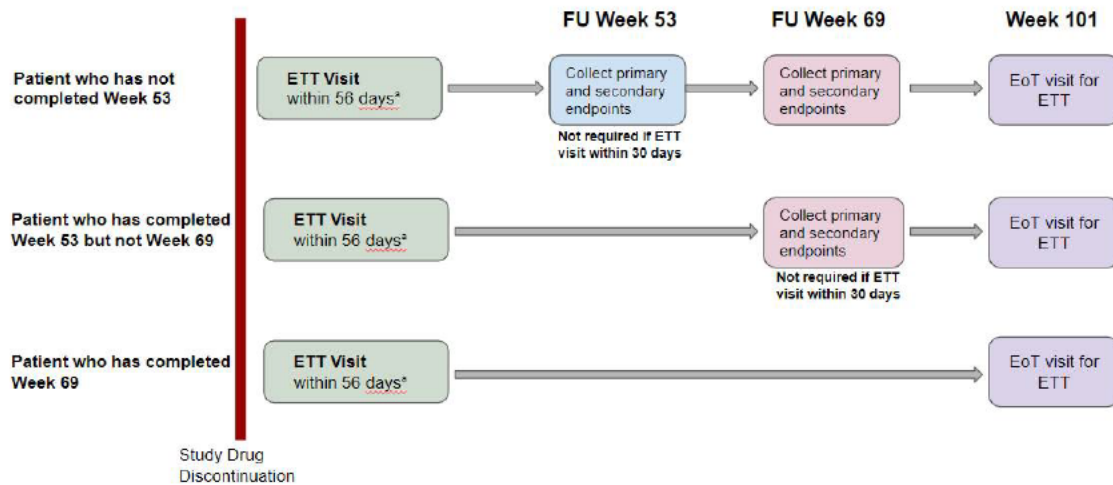 FU Week 53
FU Week 69
Week 101
Patient who has not
completed Week 53
ETT Visit
within 56 daysª
Collect primary
and secondary
endpoints
Not required if ETT
visit within 30 days
Collect primary
and secondary
endpoints
EoT visit for
ETT
Patient who has completed
Week 53 but not Week 69
ETT Visit
within 56 daysª
Collect primary
and secondary
endpoints
Not required if ETT
visit within 30 days
EoT visit for
ETT
Patient who has completed
Week 69
ETT Visit
within 56 daysª
EoT visit for
ETT
Study Drug
Discontinuation